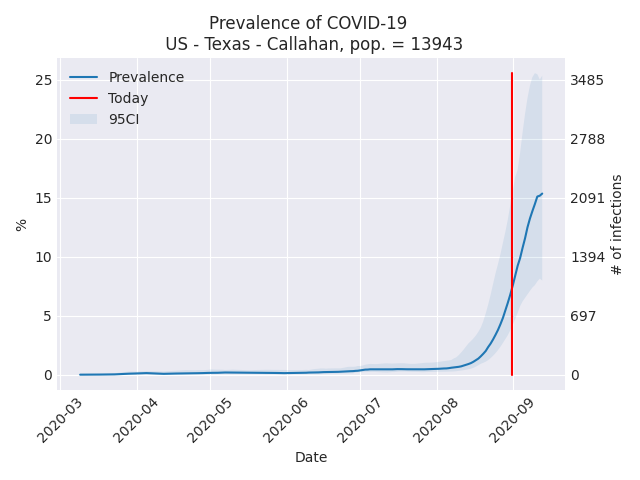 Prevalence of COVID-19
US - Texas - Callahan, pop. = 13943
Prevalence
Today
95CI
25
20
15
10
5
0
%
3485
2788
2091
1394
697
0
# of infections
2020-03
2020-04
2020-05
2020-06
2020-07
2020-08
2020-09
Date